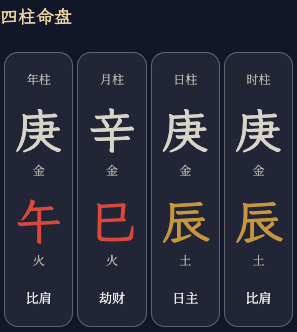 四柱命盘
年柱 月柱 日柱 时柱
庚 辛 庚 庚
金 金 金 金
午 巳 辰 辰
火 火 土 土
比肩 劫财 日主 比肩